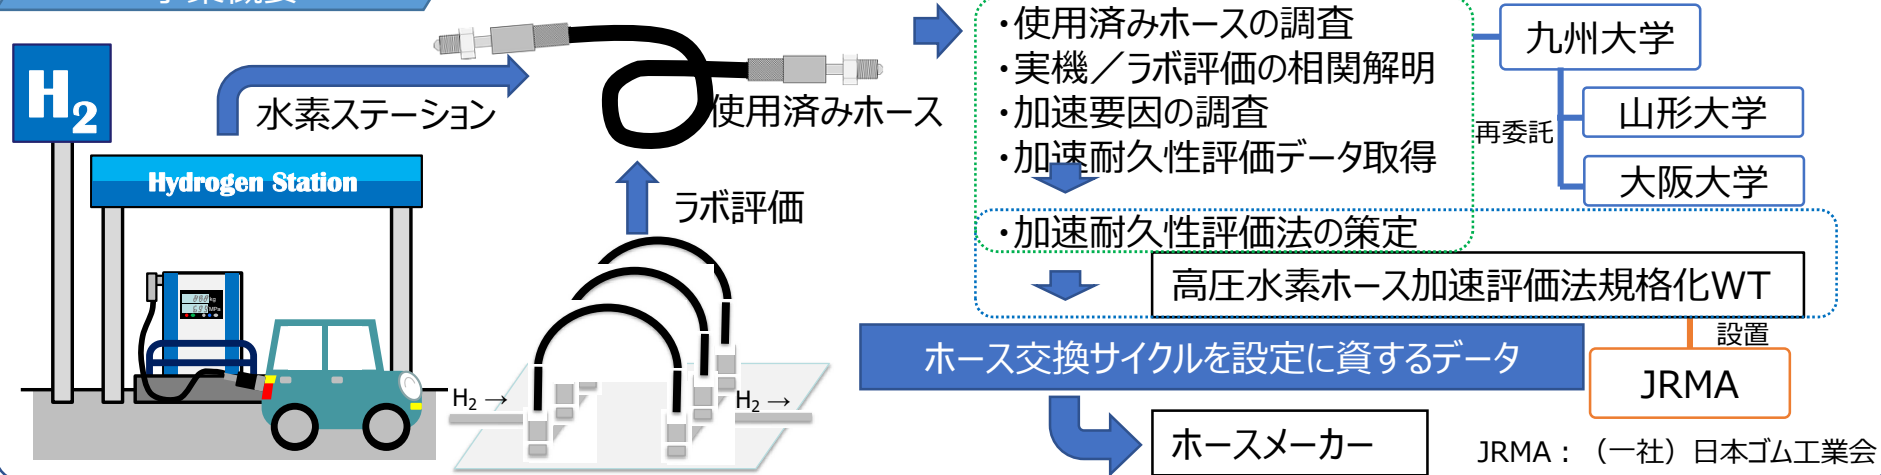 事業概要
H2
水素ステーション
Hydrogen Station
使用済みホース
ラボ評価
H2 →
H2 →
・使用済みホースの調査
・実機／ラボ評価の相関解明
・加速要因の調査
・加速耐久性評価データ取得
・加速耐久性評価法の策定
九州大学
再委託
山形大学
大阪大学
高圧水素ホース加速評価法規格化WT
設置
JRMA
ホース交換サイクルを設定に資するデータ
ホースメーカー
JRMA：（一社）日本ゴム工業会